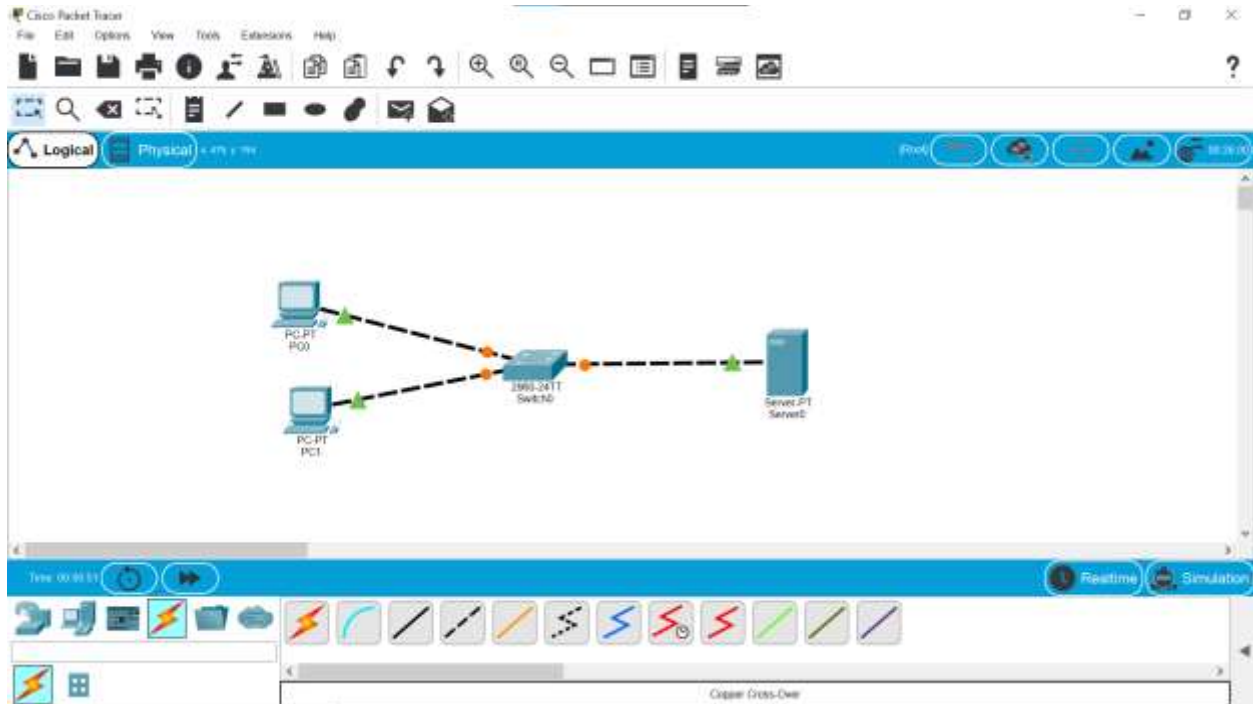 Cisco Packet Tracer
File Edit Options View Tools Extensions Help
?
Logical Physical
(Root)
PC-PT
PC0
2960-24TT
Switch0
Server-PT
Server0
PC-PT
PC1
Realtime Simulation
Copper Cross-Over